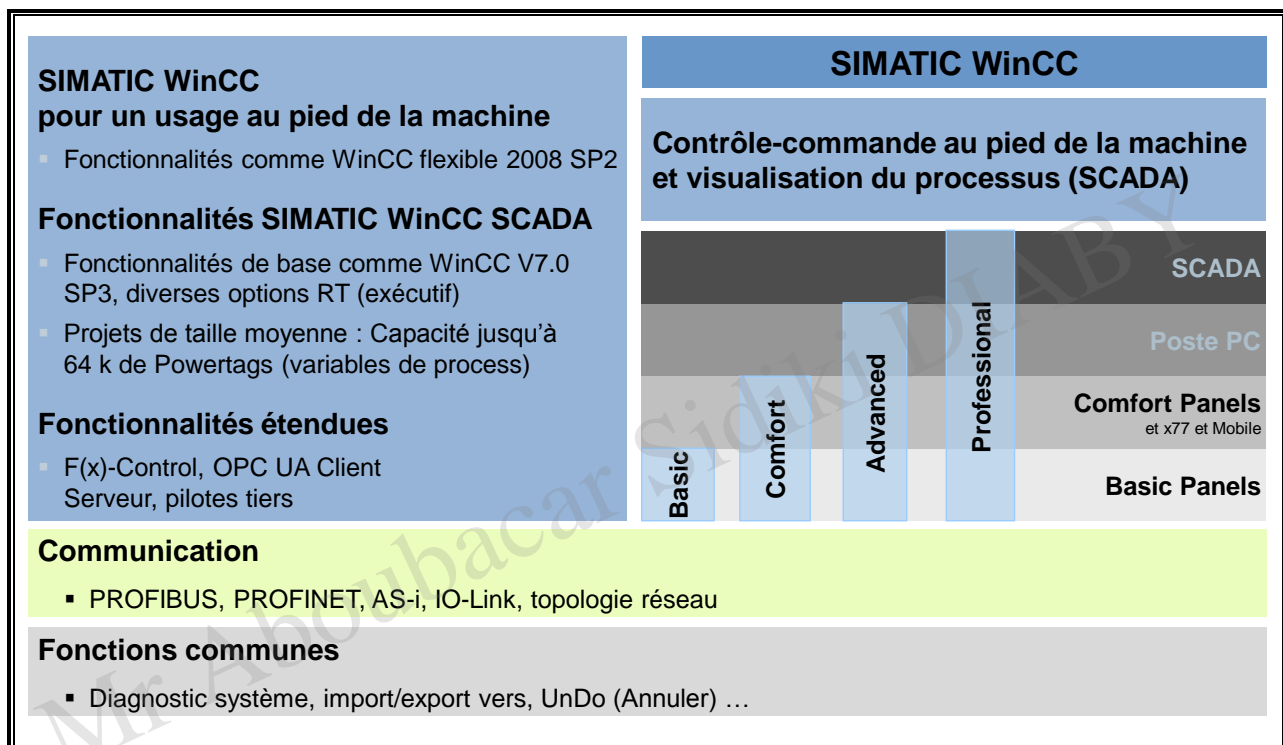 SIMATIC WinCC
pour un usage au pied de la machine
▪ Fonctionnalités comme WinCC flexible 2008 SP2
Fonctionnalités SIMATIC WinCC SCADA
▪ Fonctionnalités de base comme WinCC V7.0
SP3, diverses options RT (exécutif)
▪ Projets de taille moyenne : Capacité jusqu'à
64 k de Powertags (variables de process)
Fonctionnalités étendues
▪ F(x)-Control, OPC UA Client
Serveur, pilotes tiers
SIMATIC WinCC
Contrôle-commande au pied de la machine
et visualisation du processus (SCADA)
SCADA
Poste PC
Comfort Panels
et x77 et Mobile
Basic Panels
Basic
Comfort
Advanced
Professional
Communication
▪ PROFIBUS, PROFINET, AS-i, IO-Link, topologie réseau
Fonctions communes
▪ Diagnostic système, import/export vers, UnDo (Annuler) …
Mr Aboubacar Sidiki DIABY